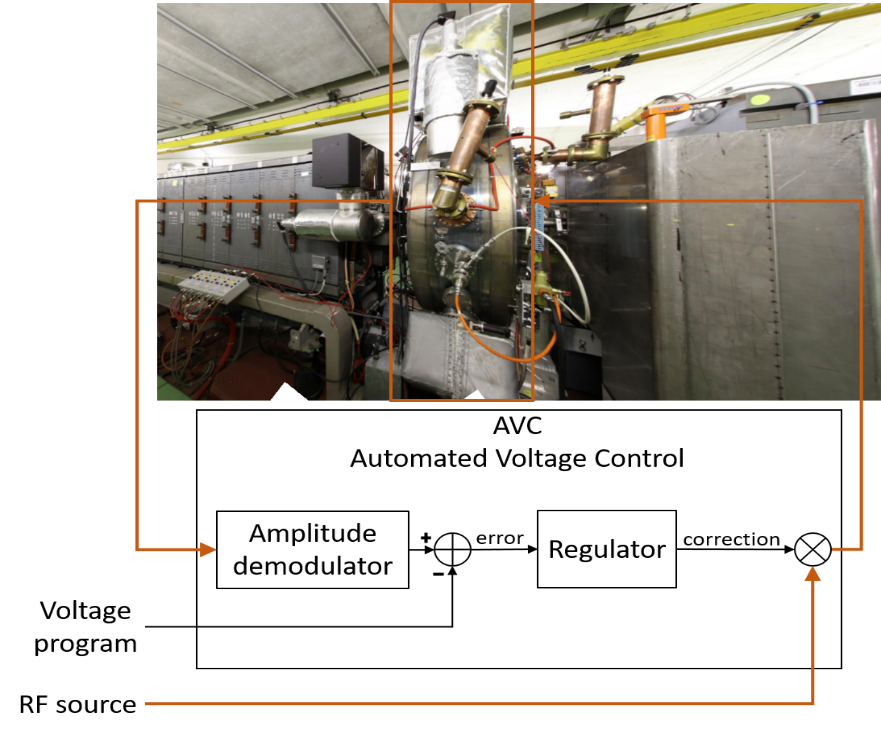 AVC
Automated Voltage Control
Amplitude
demodulator
+
−
error
Regulator
correction
Voltage
program
RF source